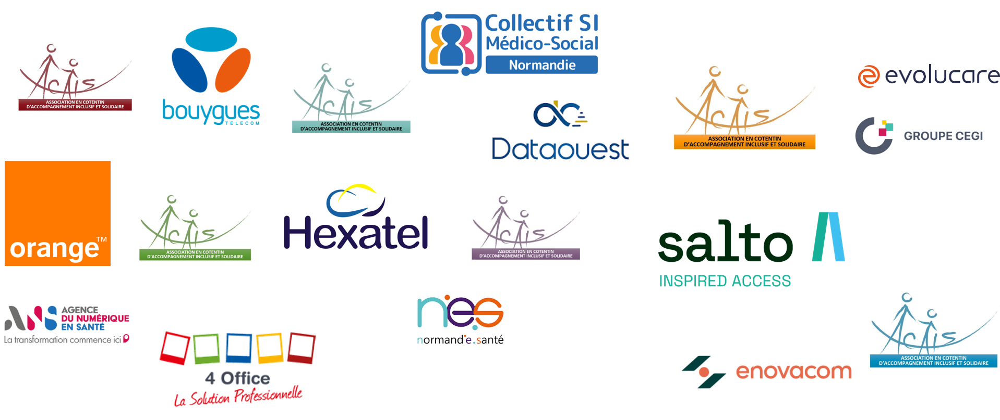 Collectif SI
Médico-Social
Normandie
Acais
ASSOCIATION EN COTENTIN
D'ACCOMPAGNEMENT INCLUSIF ET SOLIDAIRE
bouygues
TELECOM
Acais
ASSOCIATION EN COTENTIN
D'ACCOMPAGNEMENT INCLUSIF ET SOLIDAIRE
Dataouest
Acais
ASSOCIATION EN COTENTIN
D'ACCOMPAGNEMENT INCLUSIF ET SOLIDAIRE
evolucare
GROUPE CEGI
orange™
Acais
ASSOCIATION EN COTENTIN
D'ACCOMPAGNEMENT INCLUSIF ET SOLIDAIRE
Hexatel
Acais
ASSOCIATION EN COTENTIN
D'ACCOMPAGNEMENT INCLUSIF ET SOLIDAIRE
salto
INSPIRED ACCESS
ANS
AGENCE
DU NUMÉRIQUE
EN SANTÉ
La transformation commence ici
4 Office
La Solution Professionnelle
n'e.s
normand'e.santé
enovacom
Acais
ASSOCIATION EN COTENTIN
D'ACCOMPAGNEMENT INCLUSIF ET SOLIDAIRE